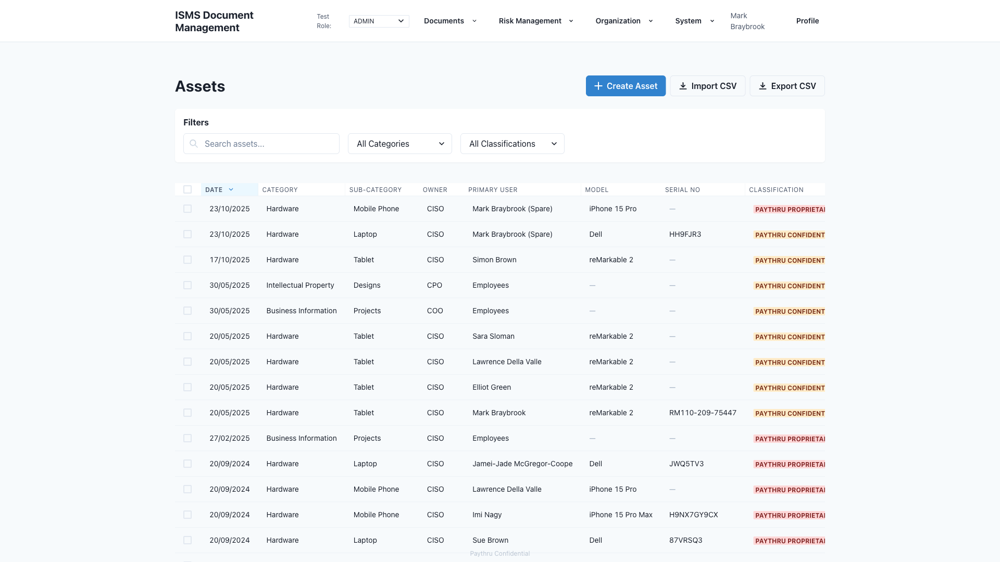 ISMS Document
Management
Test
Role:
ADMIN
Documents
Risk Management
Organization
System
Mark
Braybrook
Profile
Assets
Create Asset
Import CSV
Export CSV
Filters
Search assets...
All Categories
All Classifications
DATE CATEGORY SUB-CATEGORY OWNER PRIMARY USER MODEL SERIAL NO CLASSIFICATION
23/10/2025 Hardware Mobile Phone CISO Mark Braybrook (Spare) iPhone 15 Pro — PAYTHRU PROPRIETAI
23/10/2025 Hardware Laptop CISO Mark Braybrook (Spare) Dell HH9FJR3 PAYTHRU CONFIDENT
17/10/2025 Hardware Tablet CISO Simon Brown reMarkable 2 — PAYTHRU CONFIDENT
30/05/2025 Intellectual Property Designs CPO Employees — — PAYTHRU CONFIDENT
30/05/2025 Business Information Projects COO Employees — — PAYTHRU CONFIDENT
20/05/2025 Hardware Tablet CISO Sara Sloman reMarkable 2 — PAYTHRU CONFIDENT
20/05/2025 Hardware Tablet CISO Lawrence Della Valle reMarkable 2 — PAYTHRU CONFIDENT
20/05/2025 Hardware Tablet CISO Elliot Green reMarkable 2 — PAYTHRU CONFIDENT
20/05/2025 Hardware Tablet CISO Mark Braybrook reMarkable 2 RM110-209-75447 PAYTHRU CONFIDENT
27/02/2025 Business Information Projects CISO Employees — — PAYTHRU PROPRIETAI
20/09/2024 Hardware Laptop CISO Jamei-Jade McGregor-Coope Dell JWQ5TV3 PAYTHRU PROPRIETAI
20/09/2024 Hardware Mobile Phone CISO Lawrence Della Valle iPhone 15 Pro — PAYTHRU PROPRIETAI
20/09/2024 Hardware Mobile Phone CISO Imi Nagy iPhone 15 Pro Max H9NX7GY9CX PAYTHRU PROPRIETAI
20/09/2024 Hardware Laptop CISO Sue Brown Dell 87VRSQ3 PAYTHRU PROPRIETAI
Paythru Confidential